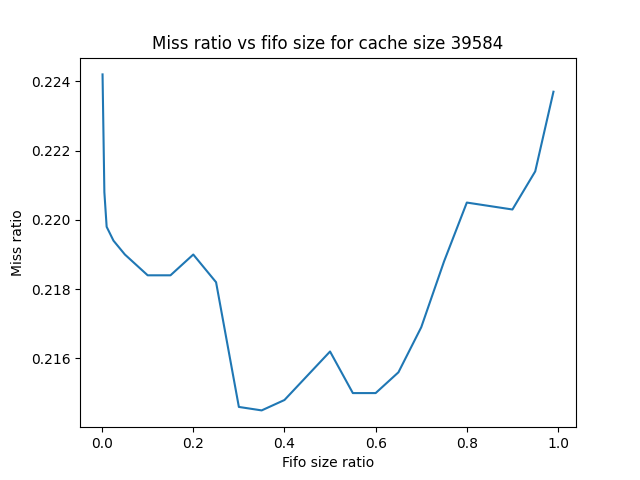 Miss ratio vs fifo size for cache size 39584
Miss ratio
0.224
0.222
0.220
0.218
0.216
0.0 0.2 0.4 0.6 0.8 1.0
Fifo size ratio